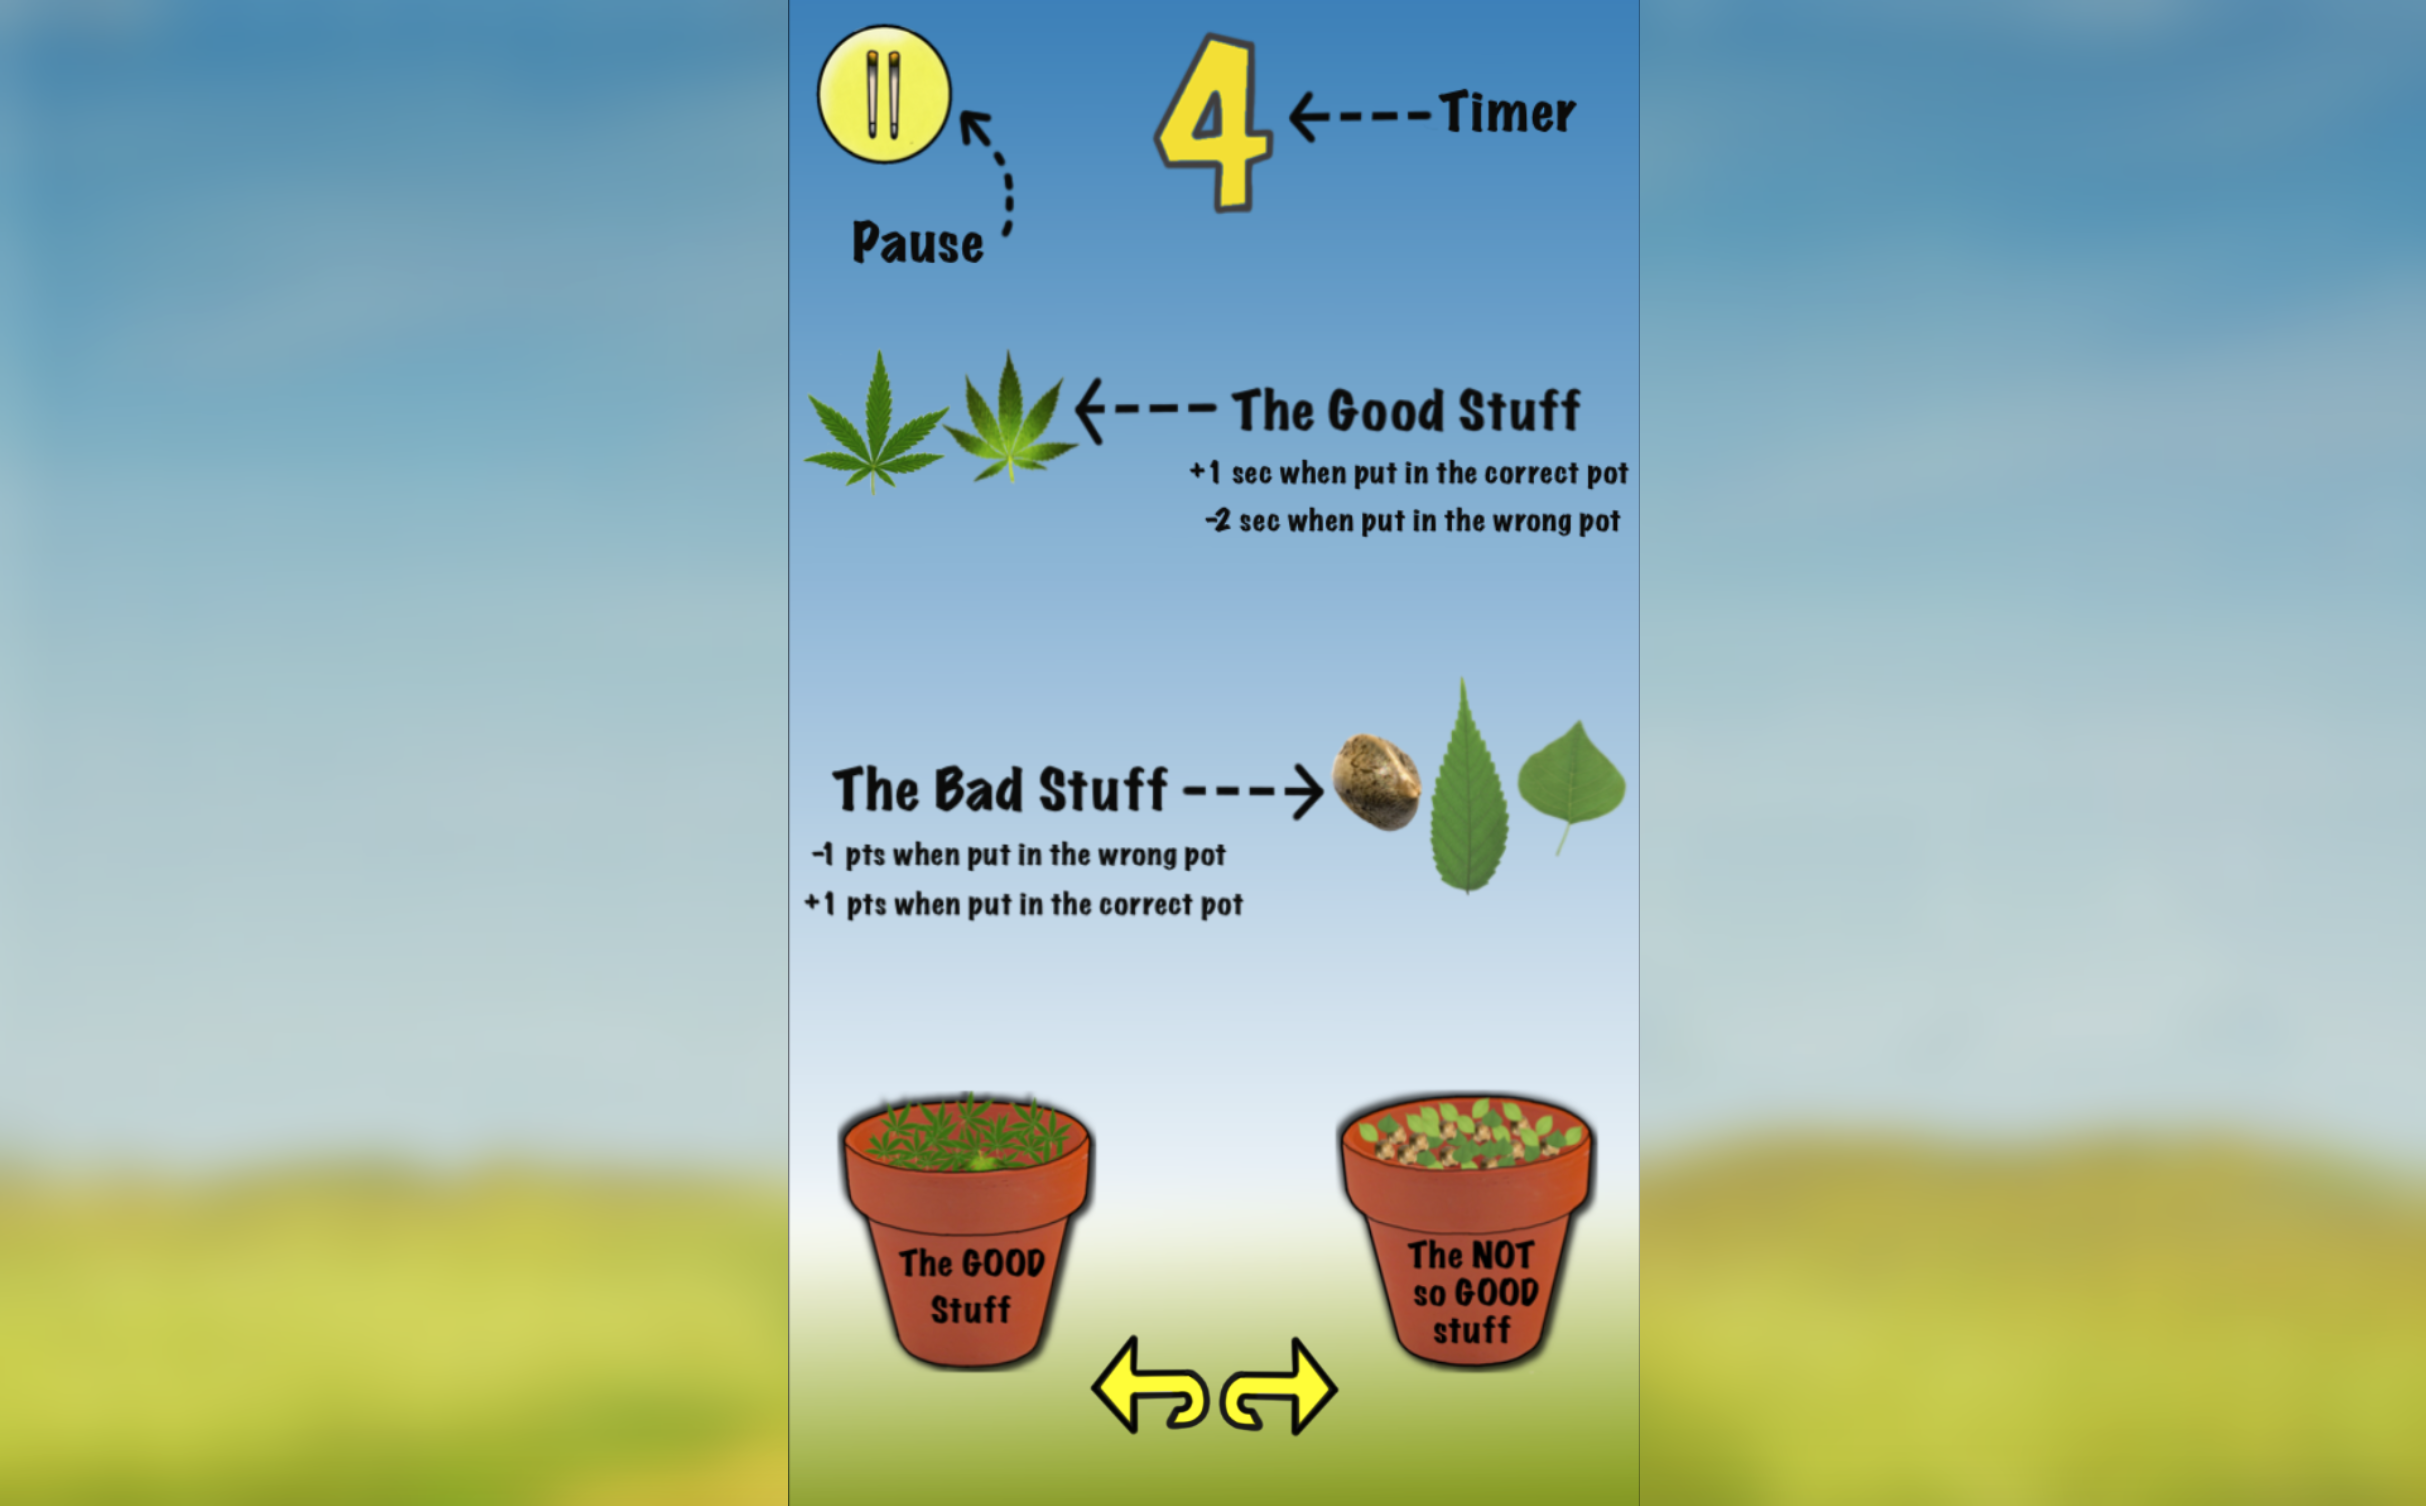 4
Timer
Pause
The Good Stuff
+1 sec when put in the correct pot
-2 sec when put in the wrong pot
The Bad Stuff
-1 pts when put in the wrong pot
+1 pts when put in the correct pot
The GOOD
Stuff
The NOT
so GOOD
stuff